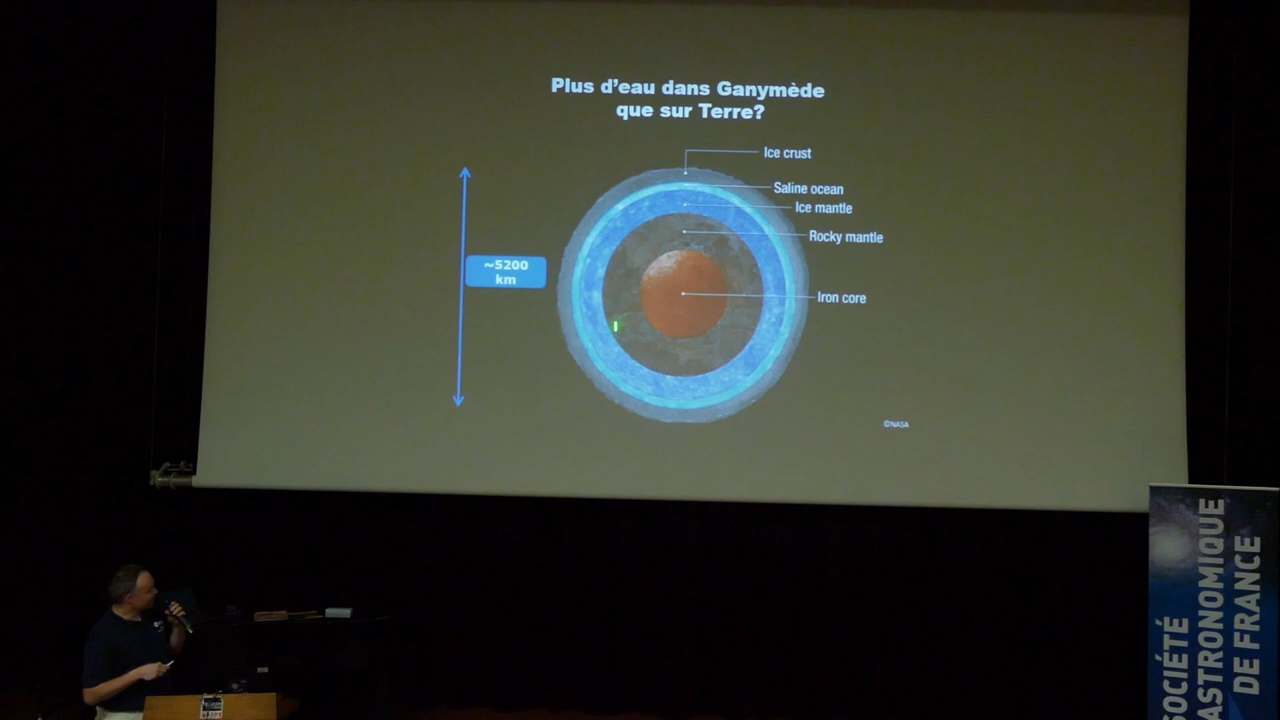 Plus d'eau dans Ganymède
que sur Terre?
Ice crust
Saline ocean
Ice mantle
Rocky mantle
~5200
km
Iron core
©NASA
SOCIÉTÉ
ASTRONOMIQUE
DE FRANCE